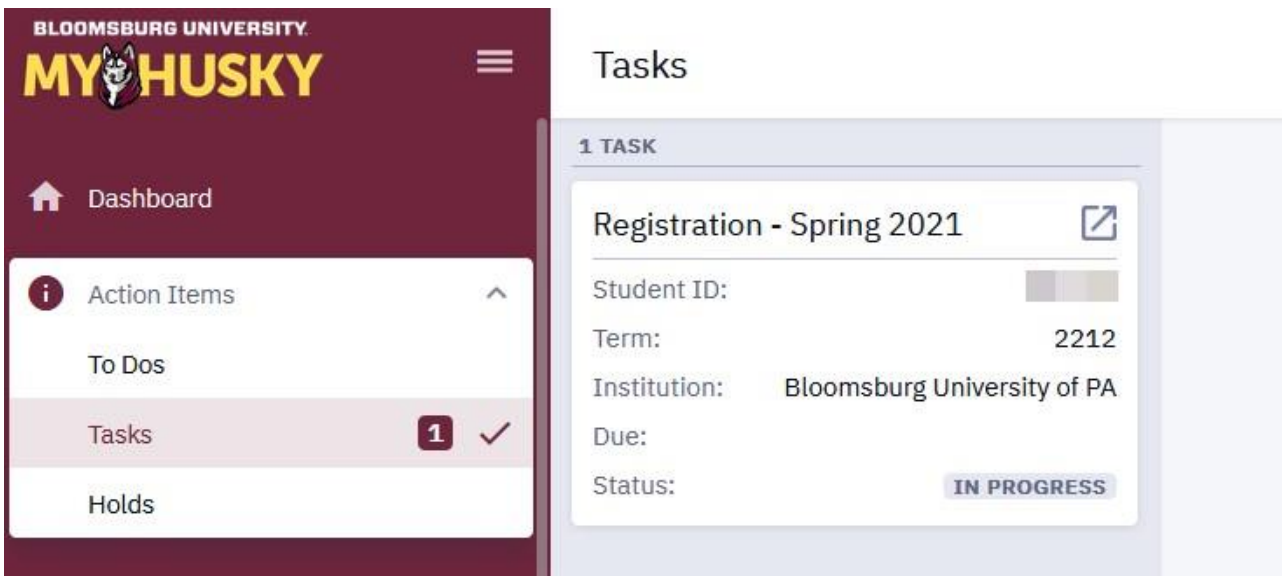 BLOOMSBURG UNIVERSITY.
MY HUSKY
Dashboard
Action Items
To Dos
Tasks 1
Holds
Tasks
1 TASK
Registration - Spring 2021
Student ID:
Term: 2212
Institution: Bloomsburg University of PA
Due:
Status: IN PROGRESS